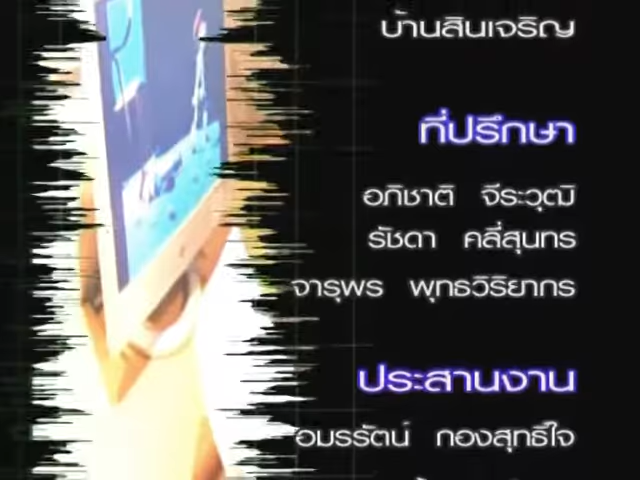 บ้านสินเจริญ
ที่ปรึกษา
อภิชาติ จีระวุฒิ
รัชดา คลี่สุนทร
จารุพร พุทธวิริยากร
ประสานงาน
อมรรัตน์ กองสุทธิ์ใจ